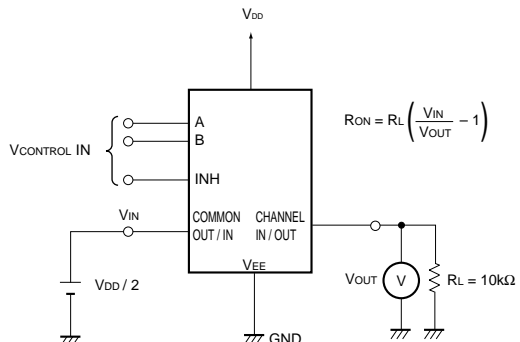 VDD
A
B
VCONTROL IN
INH
RON = RL ( VIN / VOUT − 1 )
VIN
COMMON OUT / IN
CHANNEL IN / OUT
VDD / 2
VEE
VOUT
V
RL = 10kΩ
GND